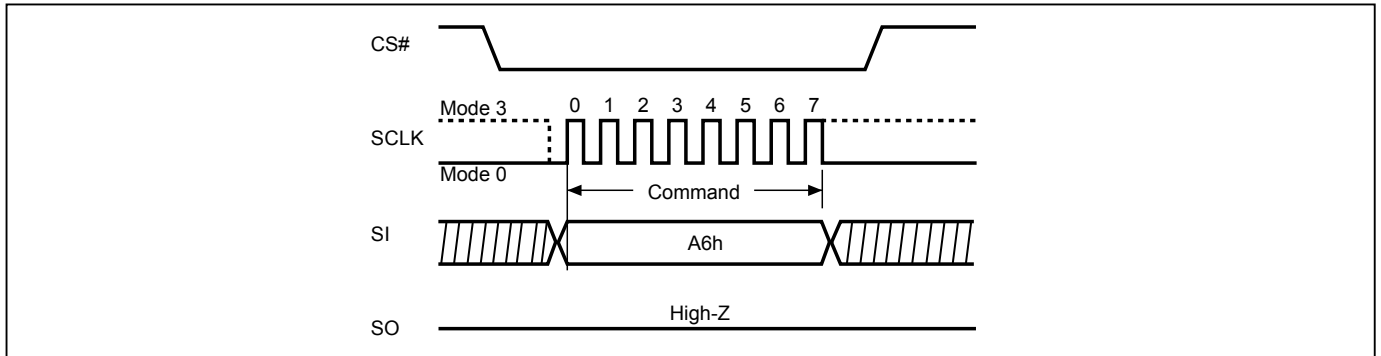 CS#
Mode 3 0 1 2 3 4 5 6 7
SCLK
Mode 0
Command
SI
A6h
High-Z
SO